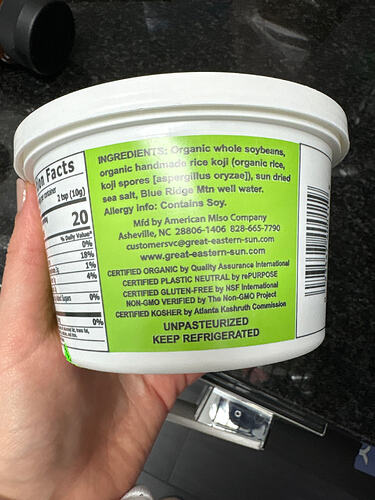 on Facts
container
2 tsp (10g)
20
% Daily Value*
0%
18%
1%
4%
0%
0%
INGREDIENTS: Organic whole soybeans,
organic handmade rice koji (organic rice,
koji spores [aspergillus oryzae]), sun dried
sea salt, Blue Ridge Mtn well water.
Allergy Info: Contains Soy.
Mfd by American Miso Company
Asheville, NC 28806-1406 828-665-7790
customersvc@great-eastern-sun.com
www.great-eastern-sun.com
CERTIFIED ORGANIC by Quality Assurance International
CERTIFIED PLASTIC NEUTRAL by rePURPOSE
CERTIFIED GLUTEN-FREE by NSF International
NON-GMO VERIFIED by The Non-GMO Project
CERTIFIED KOSHER by Atlanta Kashruth Commission
UNPASTEURIZED
KEEP REFRIGERATED